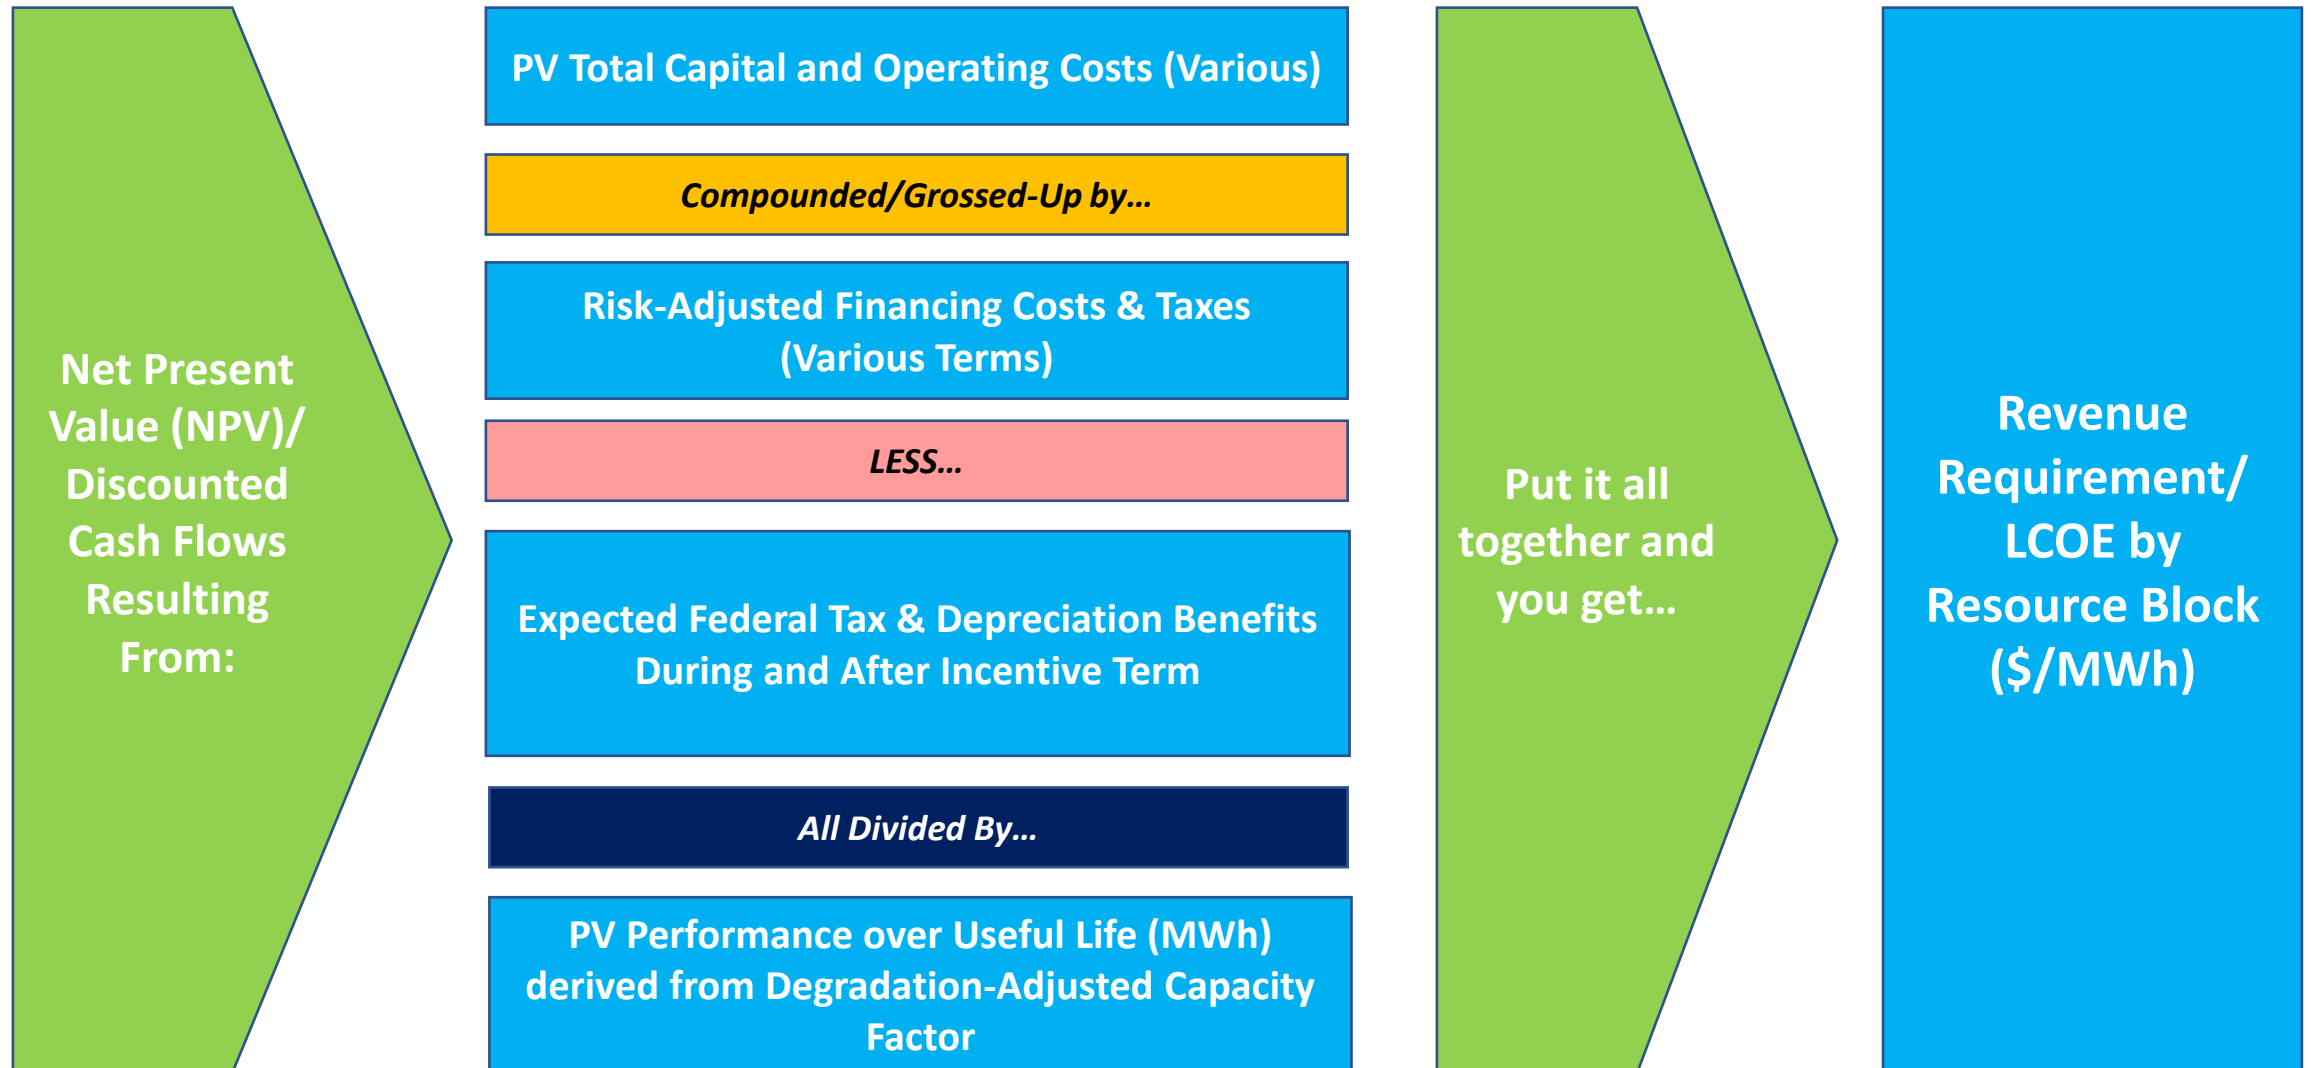 Net Present
Value (NPV)/
Discounted
Cash Flows
Resulting
From:
PV Total Capital and Operating Costs (Various)
Compounded/Grossed-Up by…
Risk-Adjusted Financing Costs & Taxes
(Various Terms)
LESS…
Expected Federal Tax & Depreciation Benefits
During and After Incentive Term
All Divided By…
PV Performance over Useful Life (MWh)
derived from Degradation-Adjusted Capacity
Factor
Put it all
together and
you get…
Revenue
Requirement/
LCOE by
Resource Block
($/MWh)